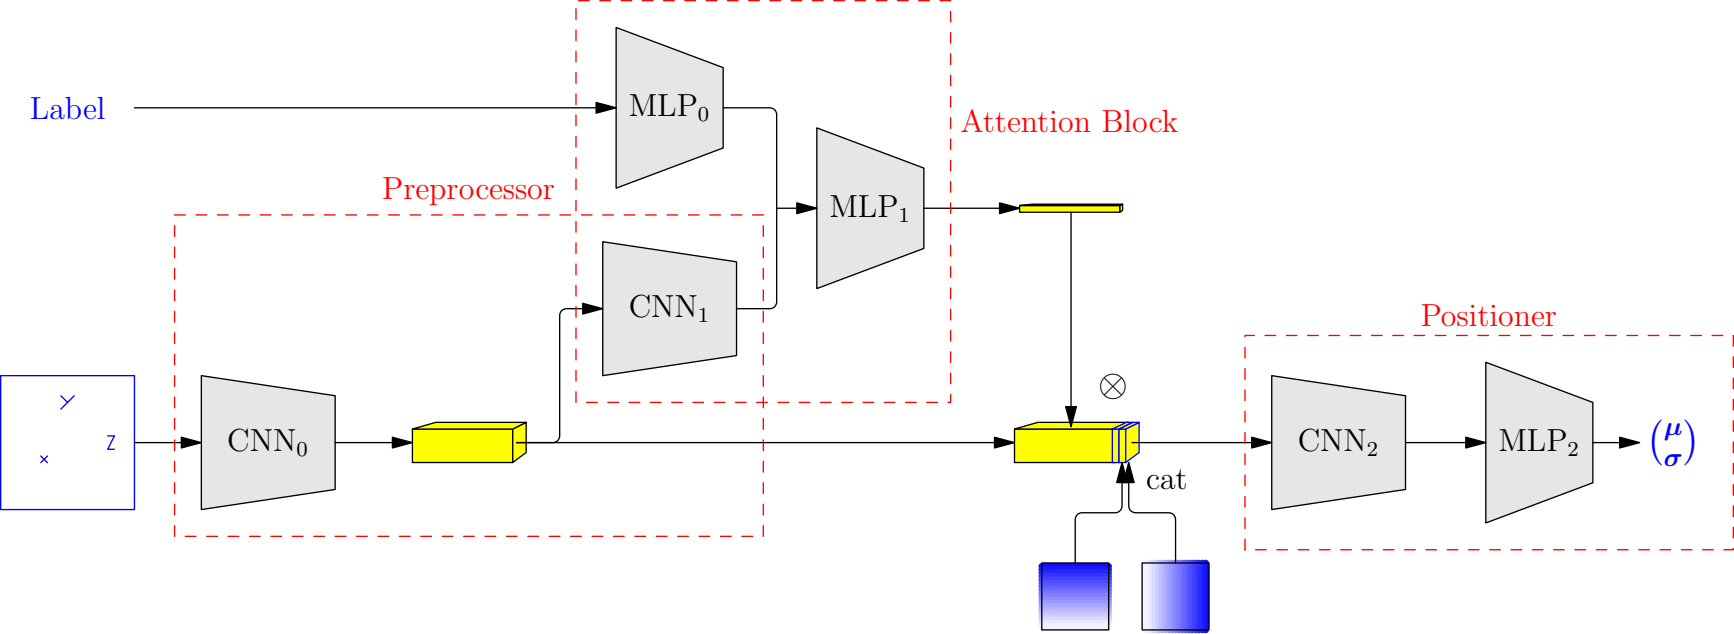 Label
MLP₀
Attention Block
Preprocessor
MLP₁
CNN₁
Positioner
Y
Z
x
CNN₀
⊗
cat
CNN₂
MLP₂
(μ
σ)